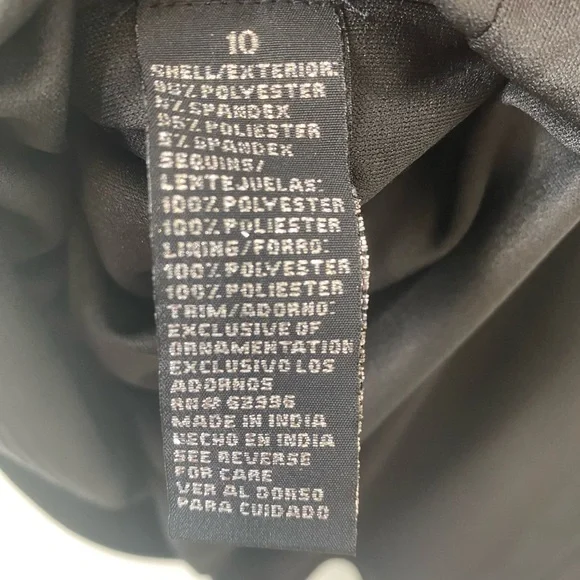 10
SHELL/EXTERIOR:
95% POLYESTER
5% SPANDEX
95% POLIESTER
5% SPANDEX
SEQUINS/
LENTEJUELAS:
100% POLYESTER
100% POLIESTER
LINING/FORRO:
100% POLYESTER
100% POLIESTER
TRIM/ADORNO:
EXCLUSIVE OF
ORNAMENTATION
EXCLUSIVO LOS
ADORNOS
RN# 62996
MADE IN INDIA
HECHO EN INDIA
SEE REVERSE
FOR CARE
VER AL DORSO
PARA CUIDADO